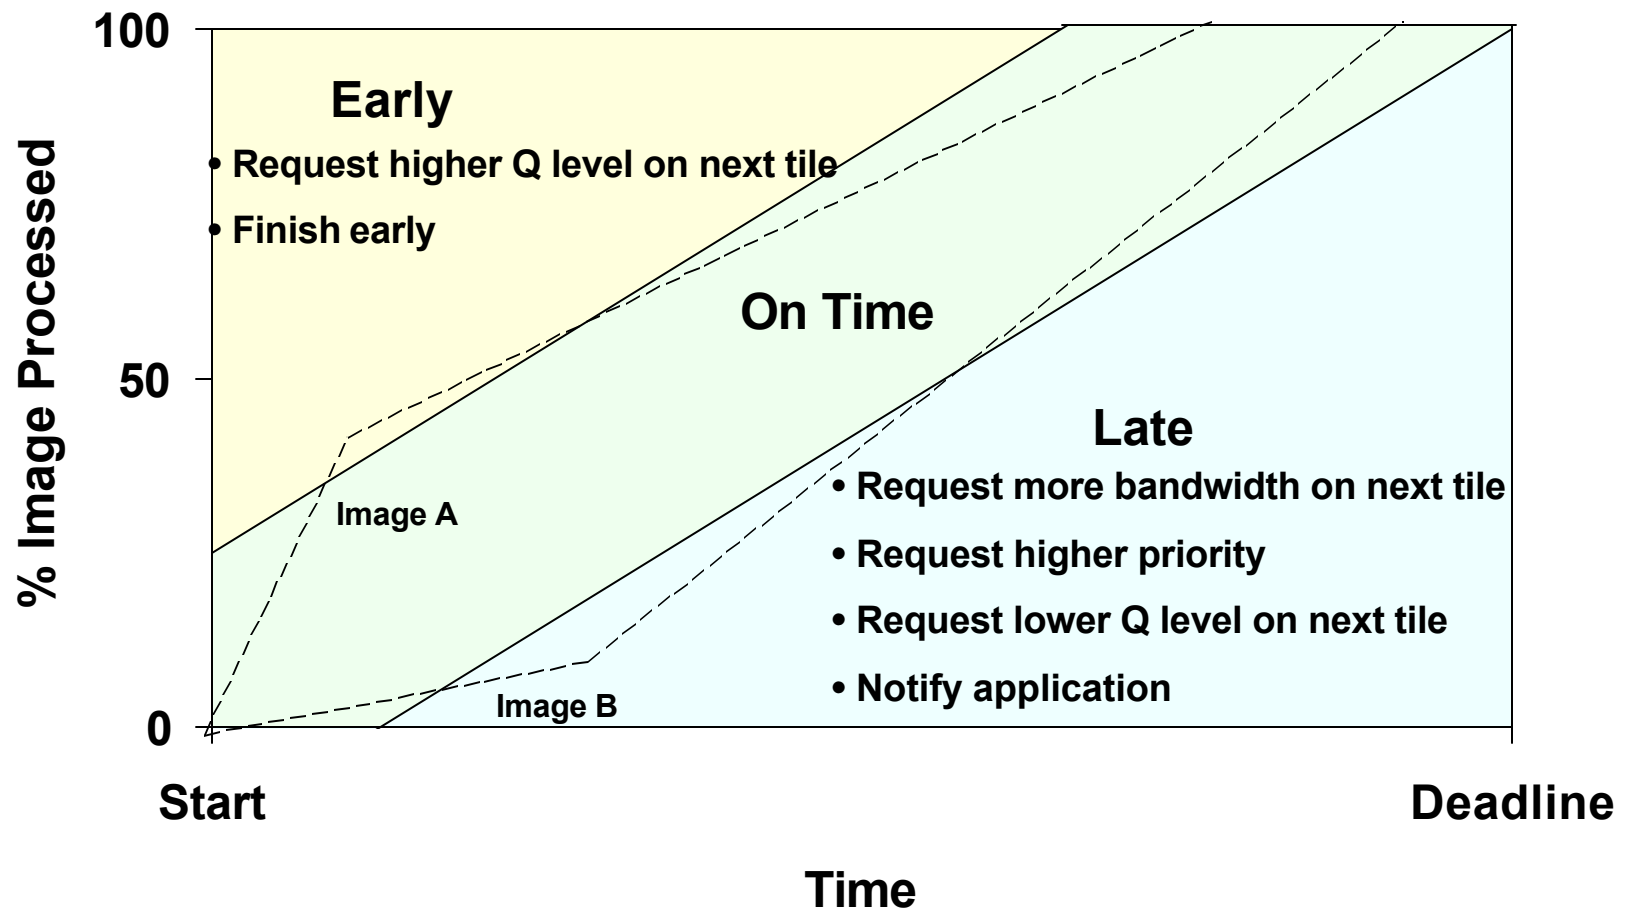 100
Early
• Request higher Q level on next tile
• Finish early
% Image Processed
On Time
50
Late
• Request more bandwidth on next tile
Image A
• Request higher priority
• Request lower Q level on next tile
• Notify application
Image B
0
Start
Deadline
Time